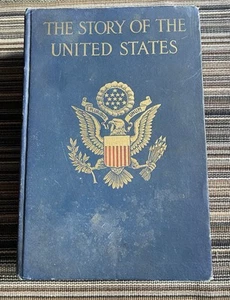 THE STORY OF THE
UNITED STATES